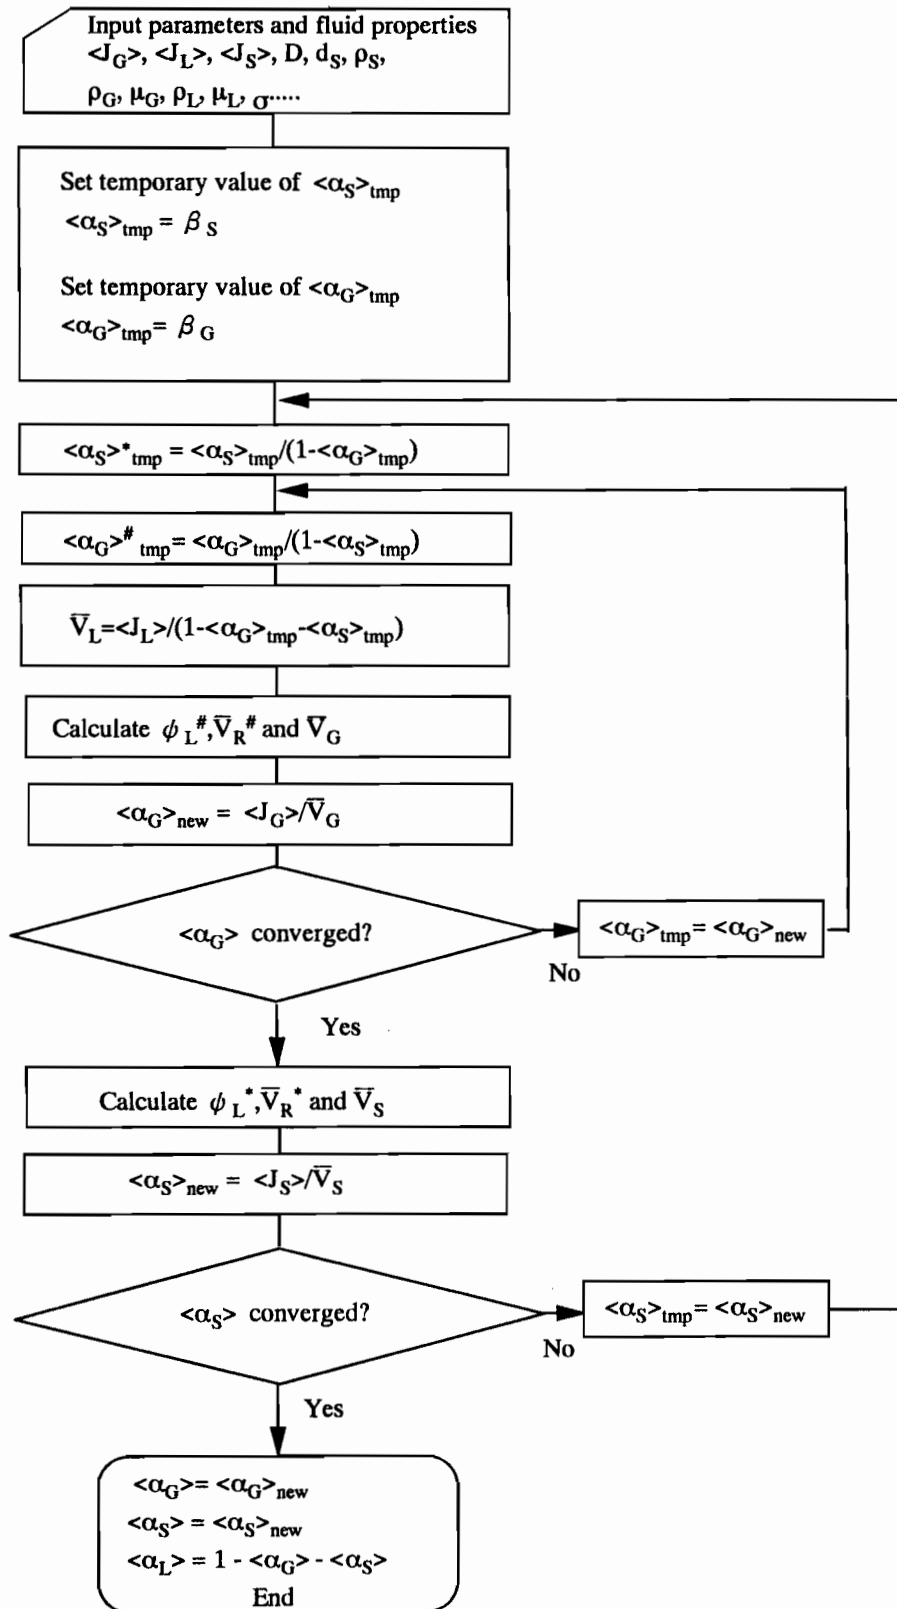 Input parameters and fluid properties
<J_G>, <J_L>, <J_S>, D, d_S, ρ_S,
ρ_G, μ_G, ρ_L, μ_L, σ·····
Set temporary value of <α_S>_tmp
<α_S>_tmp = β_S
Set temporary value of <α_G>_tmp
<α_G>_tmp = β_G
<α_S>*_tmp = <α_S>_tmp/(1-<α_G>_tmp)
<α_G>^#_tmp = <α_G>_tmp/(1-<α_S>_tmp)
V̅_L=<J_L>/(1-<α_G>_tmp-<α_S>_tmp)
Calculate ϕ_L^#,V̅_R^# and V̅_G
<α_G>_new = <J_G>/V̅_G
<α_G> converged?
<α_G>_tmp = <α_G>_new
No
Yes
Calculate ϕ_L^*,V̅_R^* and V̅_S
<α_S>_new = <J_S>/V̅_S
<α_S> converged?
<α_S>_tmp = <α_S>_new
No
Yes
<α_G>= <α_G>_new
<α_S> = <α_S>_new
<α_L> = 1 - <α_G> - <α_S>
End